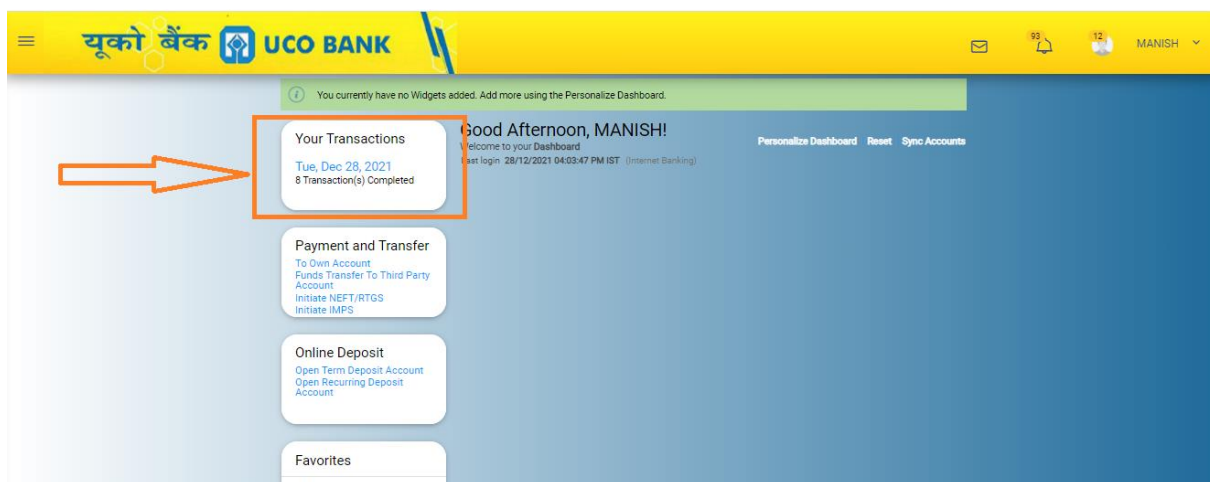 यूको बैंक UCO BANK
93
12
MANISH
You currently have no Widgets added. Add more using the Personalize Dashboard.
Your Transactions
Tue, Dec 28, 2021
8 Transaction(s) Completed
Good Afternoon, MANISH!
Welcome to your Dashboard
Last login 28/12/2021 04:03:47 PM IST (Internet Banking)
Personalize Dashboard Reset Sync Accounts
Payment and Transfer
To Own Account
Funds Transfer To Third Party
Account
Initiate NEFT/RTGS
Initiate IMPS
Online Deposit
Open Term Deposit Account
Open Recurring Deposit
Account
Favorites